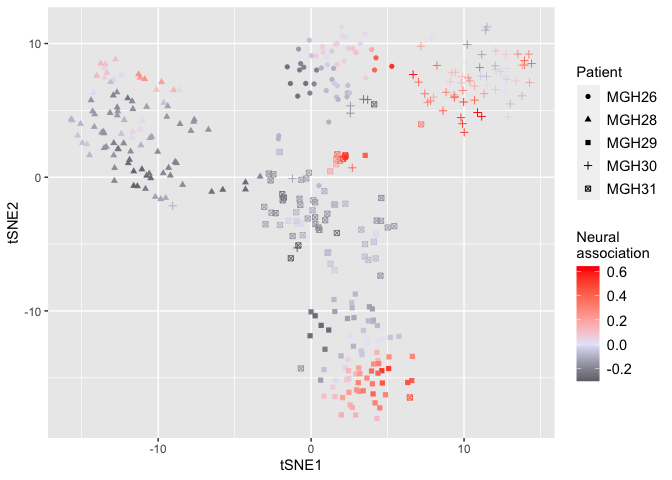 10
0
-10
tSNE2
-10
0
10
tSNE1
Patient
MGH26
MGH28
MGH29
MGH30
MGH31
Neural
association
0.6
0.4
0.2
0.0
-0.2